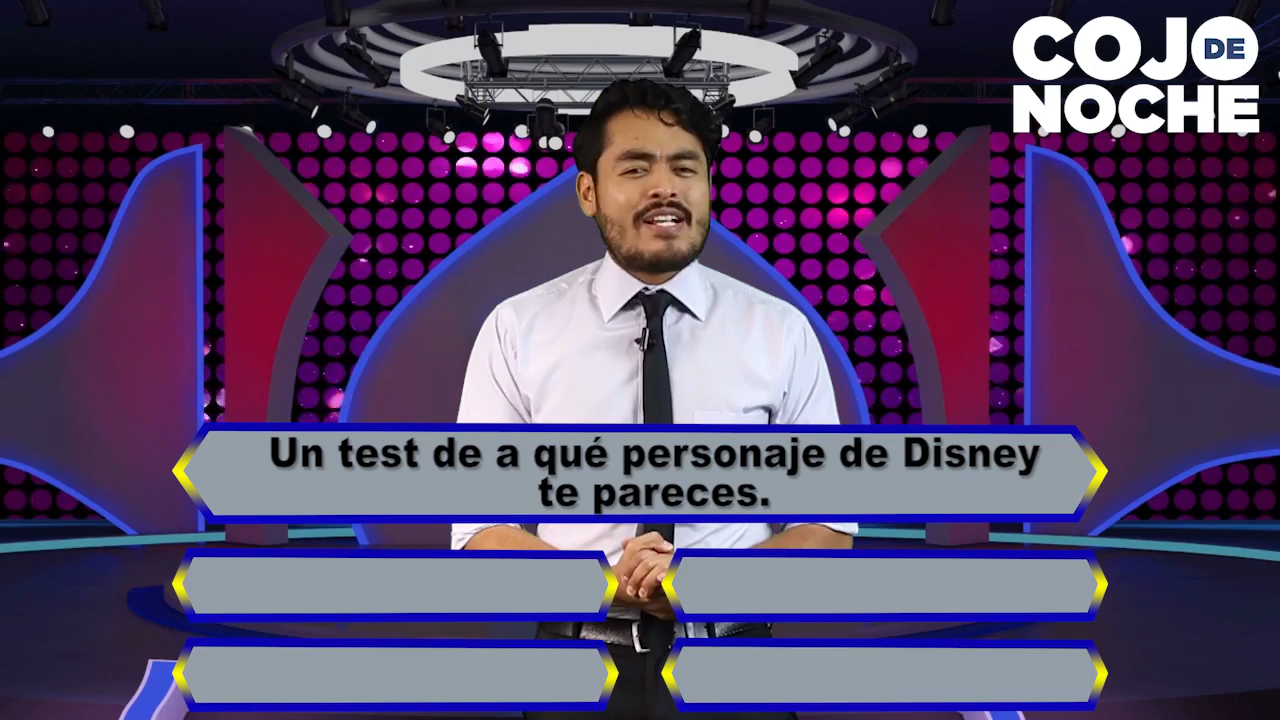 COJO
DE
NOCHE
Un test de a qué personaje de Disney
te pareces.